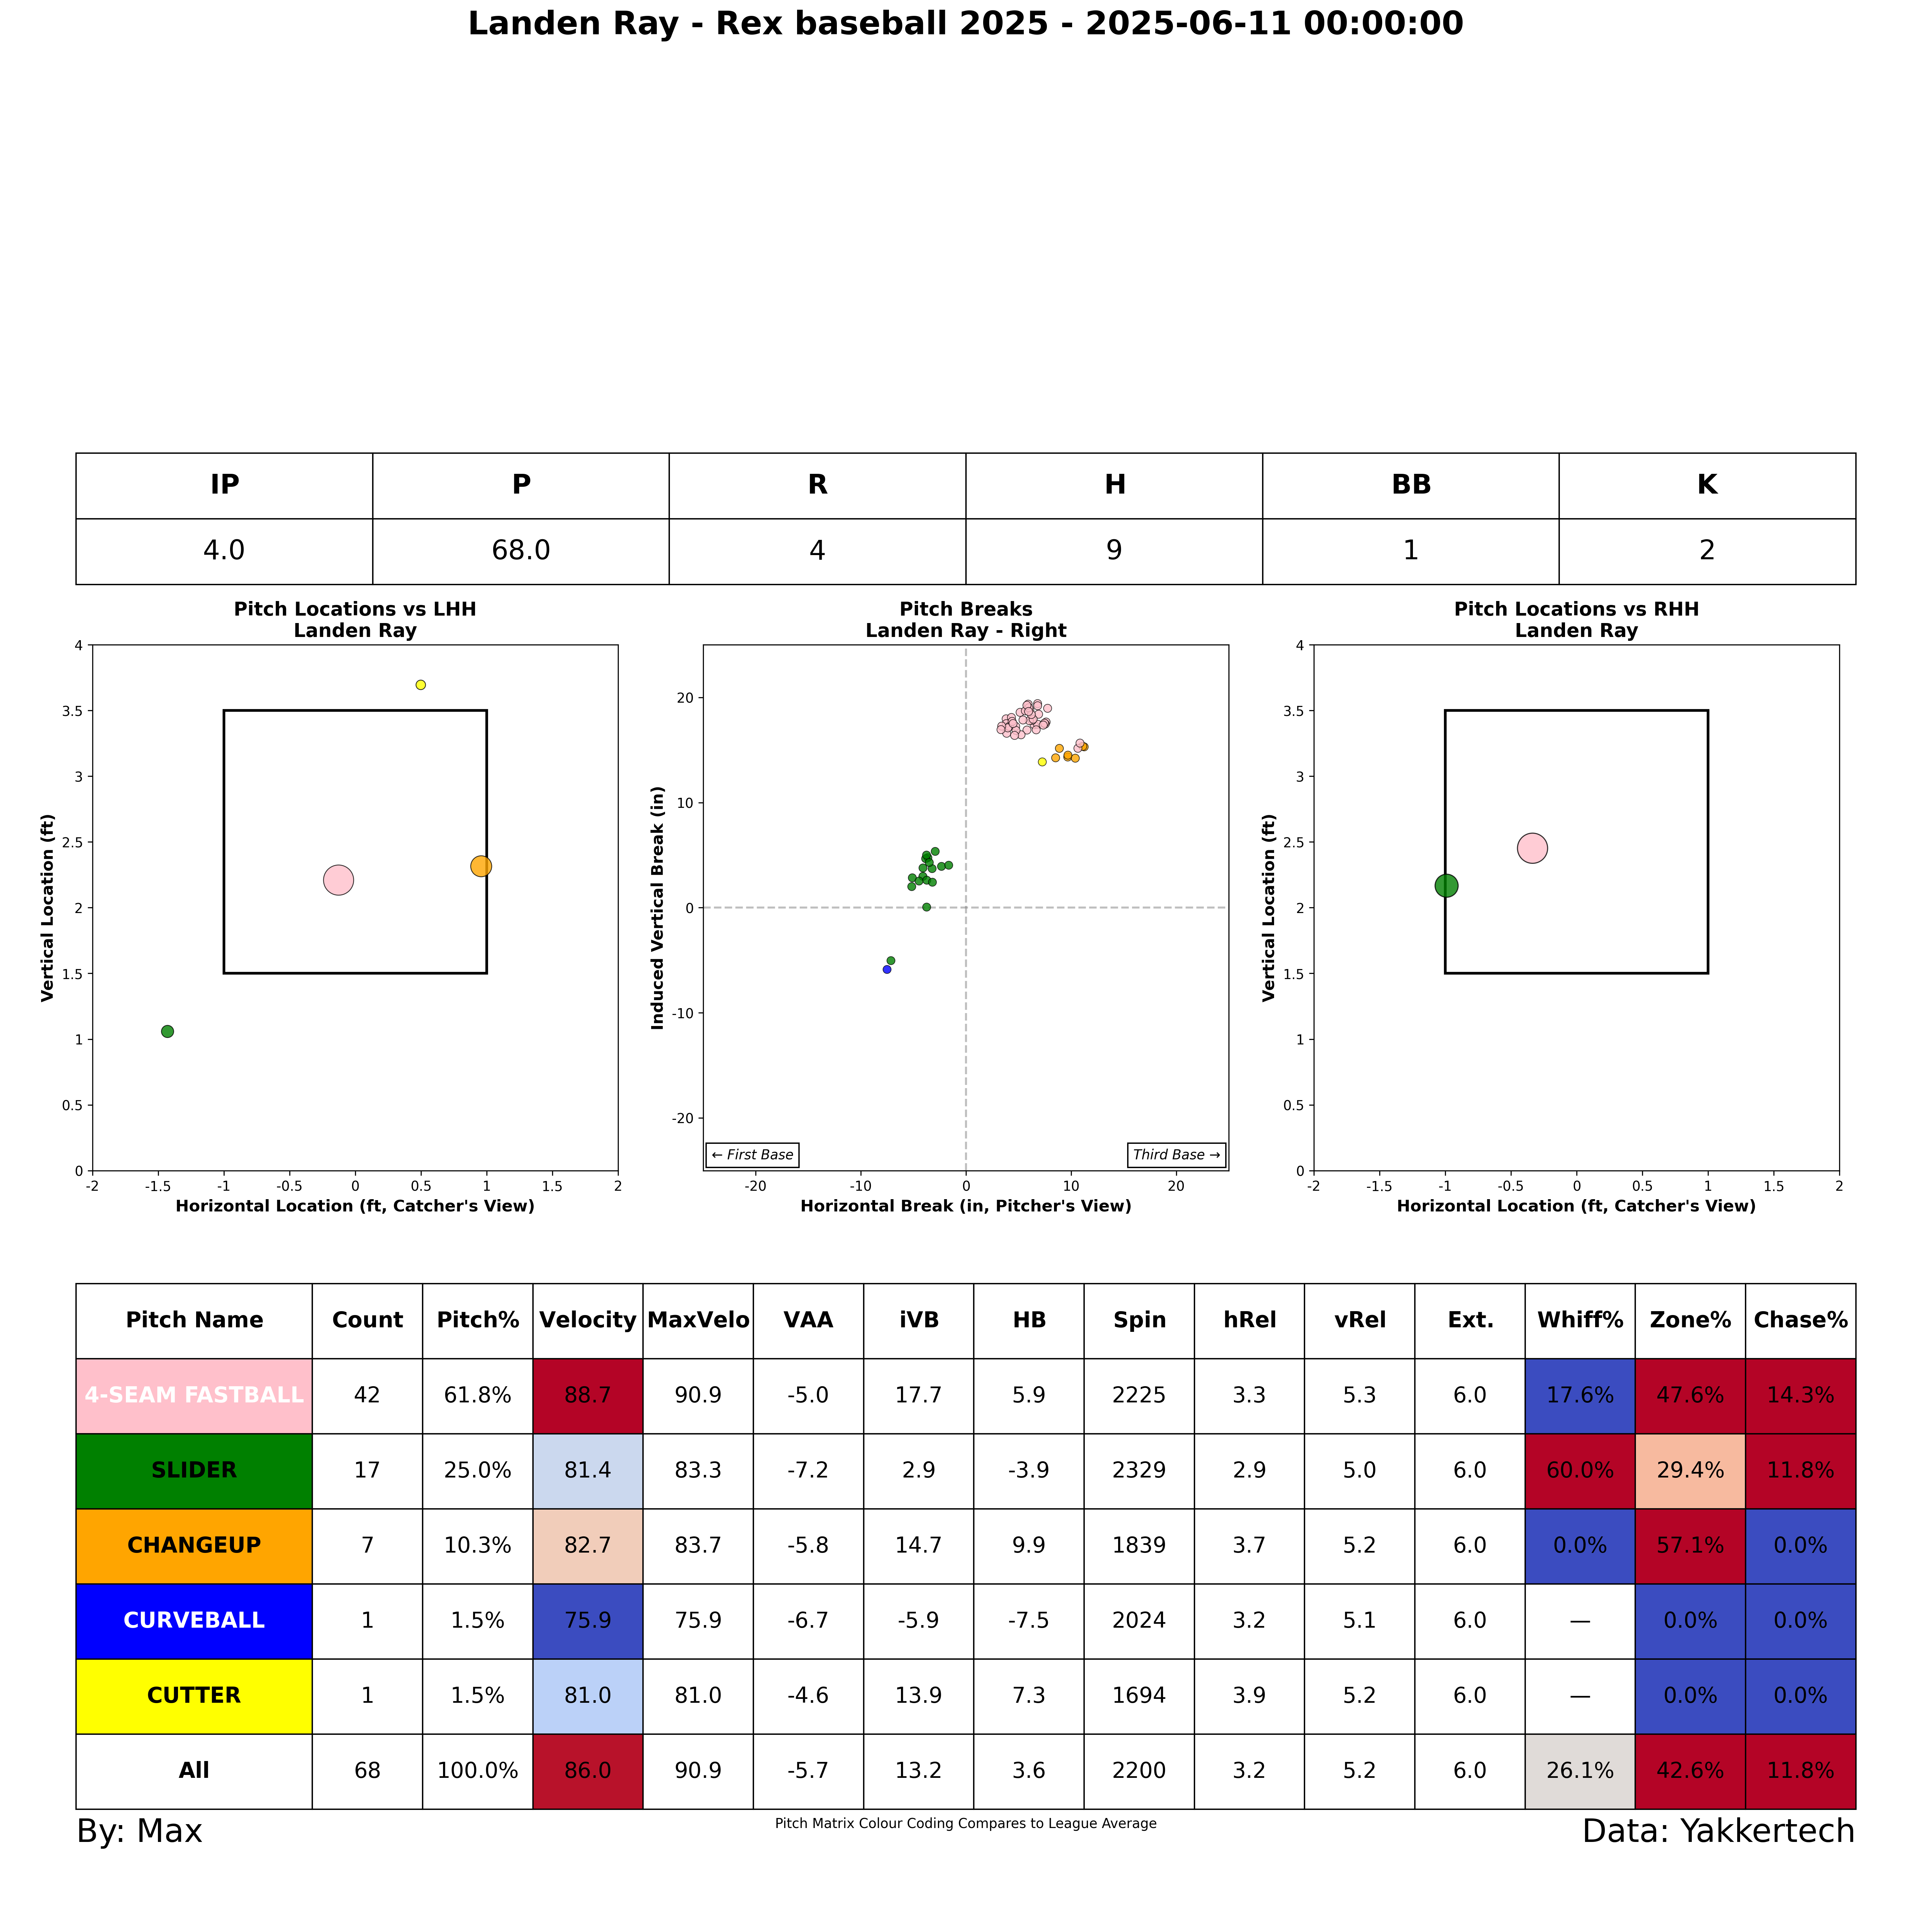 Landen Ray - Rex baseball 2025 - 2025-06-11 00:00:00
IP P R H BB K
4.0 68.0 4 9 1 2
Pitch Locations vs LHH
Landen Ray
4
3.5
3
2.5
2
1.5
1
0.5
0
Vertical Location (ft)
-2 -1.5 -1 -0.5 0 0.5 1 1.5 2
Horizontal Location (ft, Catcher's View)
Pitch Breaks
Landen Ray - Right
20
10
0
-10
-20
Induced Vertical Break (in)
← First Base
Third Base →
-20 -10 0 10 20
Horizontal Break (in, Pitcher's View)
Pitch Locations vs RHH
Landen Ray
4
3.5
3
2.5
2
1.5
1
0.5
0
Vertical Location (ft)
-2 -1.5 -1 -0.5 0 0.5 1 1.5 2
Horizontal Location (ft, Catcher's View)
Pitch Name Count Pitch% Velocity MaxVelo VAA iVB HB Spin hRel vRel Ext. Whiff% Zone% Chase%
4-SEAM FASTBALL 42 61.8% 88.7 90.9 -5.0 17.7 5.9 2225 3.3 5.3 6.0 17.6% 47.6% 14.3%
SLIDER 17 25.0% 81.4 83.3 -7.2 2.9 -3.9 2329 2.9 5.0 6.0 60.0% 29.4% 11.8%
CHANGEUP 7 10.3% 82.7 83.7 -5.8 14.7 9.9 1839 3.7 5.2 6.0 0.0% 57.1% 0.0%
CURVEBALL 1 1.5% 75.9 75.9 -6.7 -5.9 -7.5 2024 3.2 5.1 6.0 — 0.0% 0.0%
CUTTER 1 1.5% 81.0 81.0 -4.6 13.9 7.3 1694 3.9 5.2 6.0 — 0.0% 0.0%
All 68 100.0% 86.0 90.9 -5.7 13.2 3.6 2200 3.2 5.2 6.0 26.1% 42.6% 11.8%
By: Max
Pitch Matrix Colour Coding Compares to League Average
Data: Yakkertech